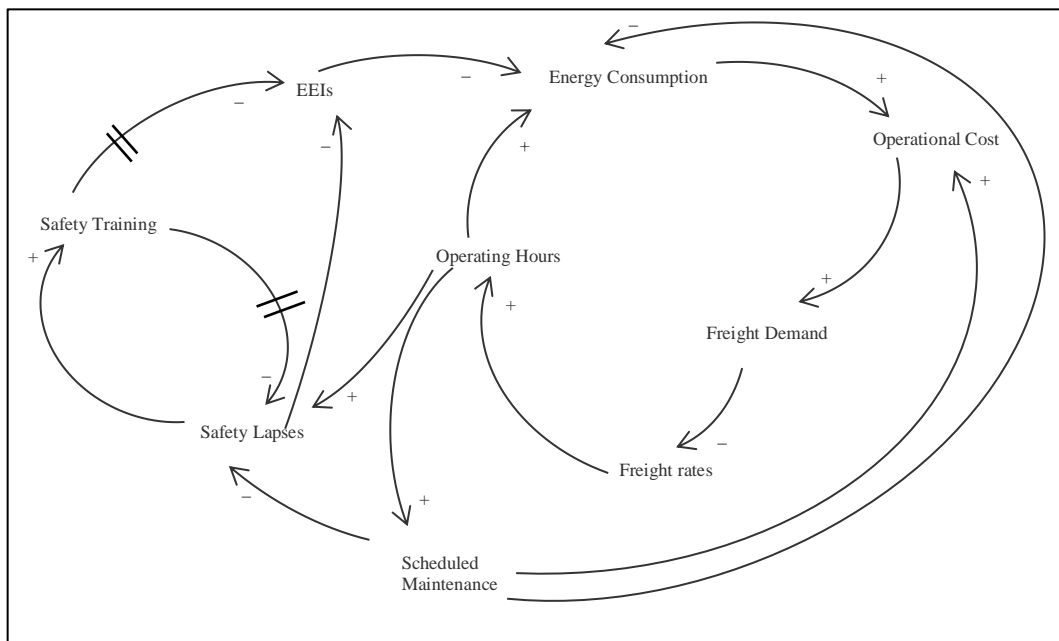 −
−
EEIs
−
Energy Consumption
+
−
−
+
Operational Cost
+
Safety Training
+
Operating Hours
+
+
Freight Demand
−
+
Safety Lapses
−
Freight rates
−
+
Scheduled
Maintenance